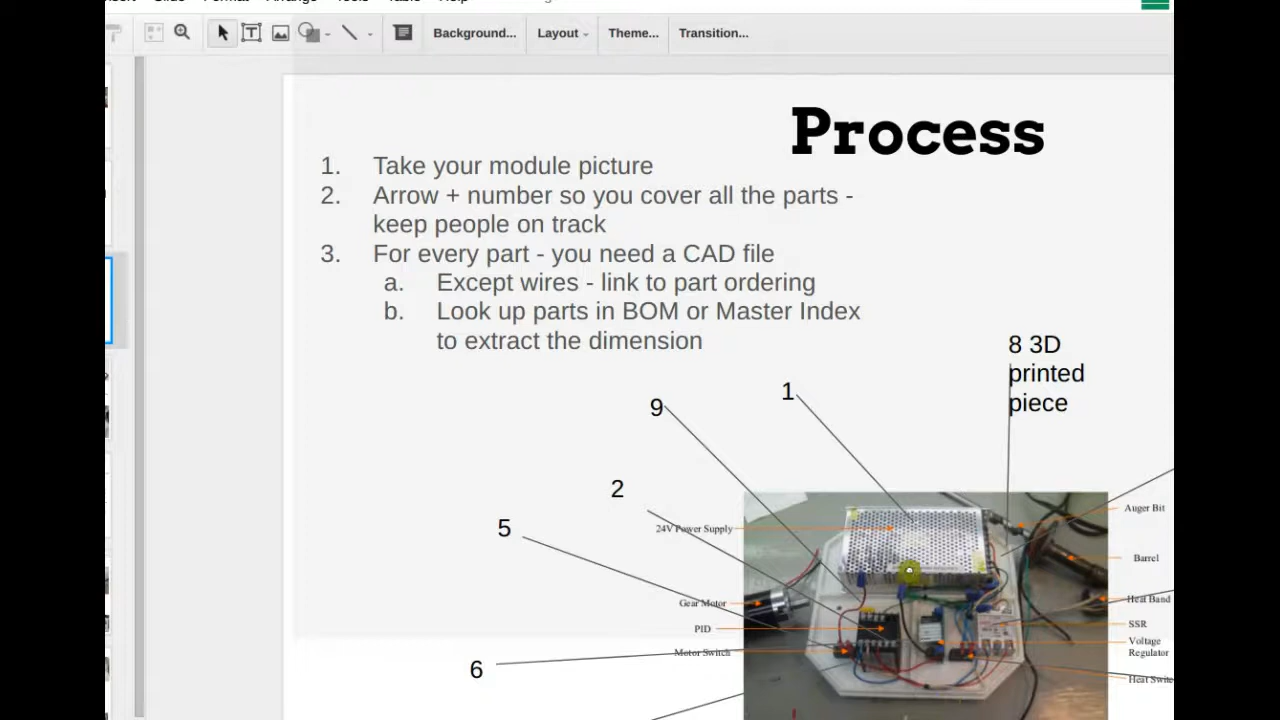 Background...
Layout
Theme...
Transition...
Process
1. Take your module picture
2. Arrow + number so you cover all the parts -
keep people on track
3. For every part - you need a CAD file
a. Except wires - link to part ordering
b. Look up parts in BOM or Master Index
to extract the dimension
8 3D
printed
piece
1
9
2
5
6
24V Power Supply
Gear Motor
PID
Motor Switch
Auger Bit
Barrel
Heat Band
SSR
Voltage
Regulator